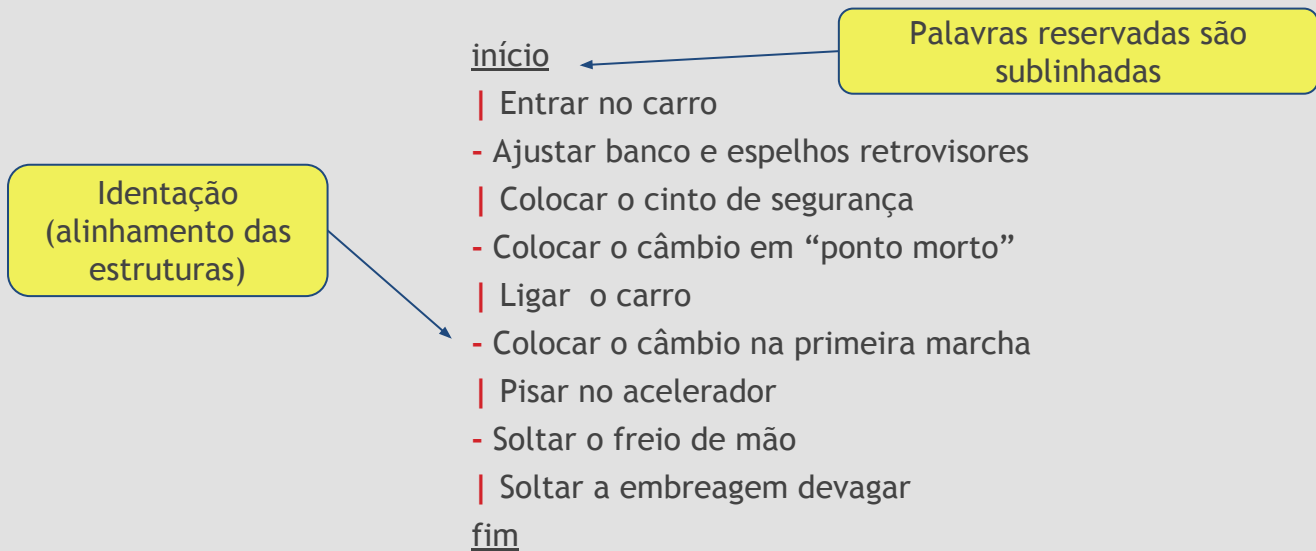 início
Palavras reservadas são
sublinhadas
| Entrar no carro
- Ajustar banco e espelhos retrovisores
Identação
(alinhamento das
estruturas)
| Colocar o cinto de segurança
- Colocar o câmbio em “ponto morto”
| Ligar  o carro
- Colocar o câmbio na primeira marcha
| Pisar no acelerador
- Soltar o freio de mão
| Soltar a embreagem devagar
fim